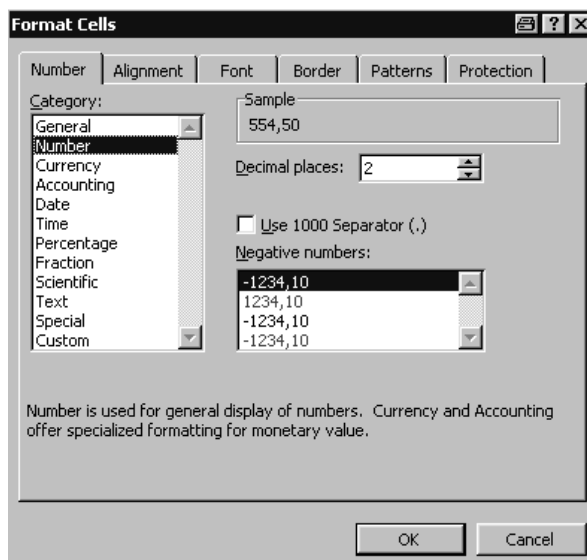 Format Cells
Number Alignment Font Border Patterns Protection
Category:
General
Number
Currency
Accounting
Date
Time
Percentage
Fraction
Scientific
Text
Special
Custom
Sample
554,50
Decimal places: 2
Use 1000 Separator (.)
Negative numbers:
-1234,10
1234,10
-1234,10
-1234,10
Number is used for general display of numbers. Currency and Accounting
offer specialized formatting for monetary value.
OK Cancel